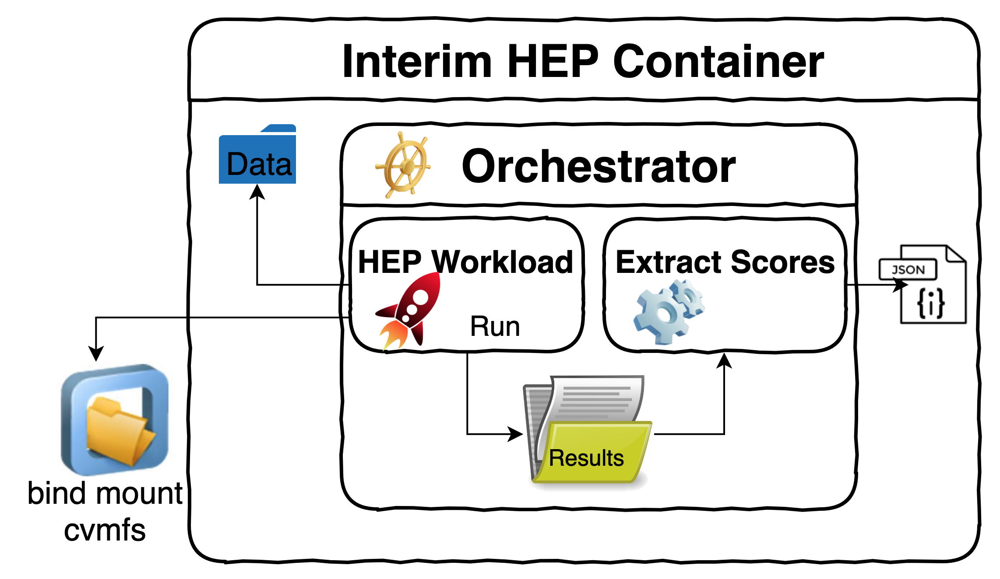 Interim HEP Container
Data
Orchestrator
HEP Workload
Run
Extract Scores
JSON
{i}
Results
bind mount
cvmfs